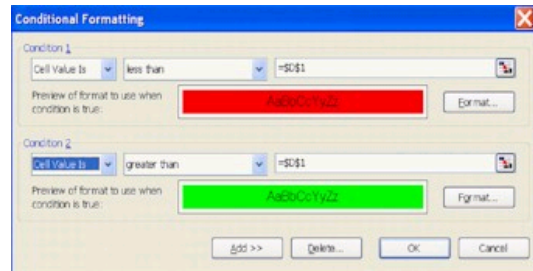 Conditional Formatting
Condition 1
Cell Value Is less than =$D$1
Preview of format to use when condition is true: AaBbCcYyZz Format...
Condition 2
Cell Value Is greater than =$D$1
Preview of format to use when condition is true: AaBbCcYyZz Format...
Add >> Delete... OK Cancel